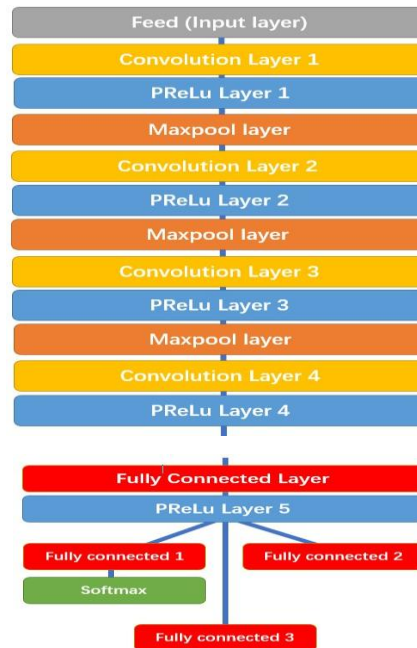 Feed (Input layer)
Convolution Layer 1
PReLu Layer 1
Maxpool layer
Convolution Layer 2
PReLu Layer 2
Maxpool layer
Convolution Layer 3
PReLu Layer 3
Maxpool layer
Convolution Layer 4
PReLu Layer 4
Fully Connected Layer
PReLu Layer 5
Fully connected 1
Fully connected 2
Softmax
Fully connected 3